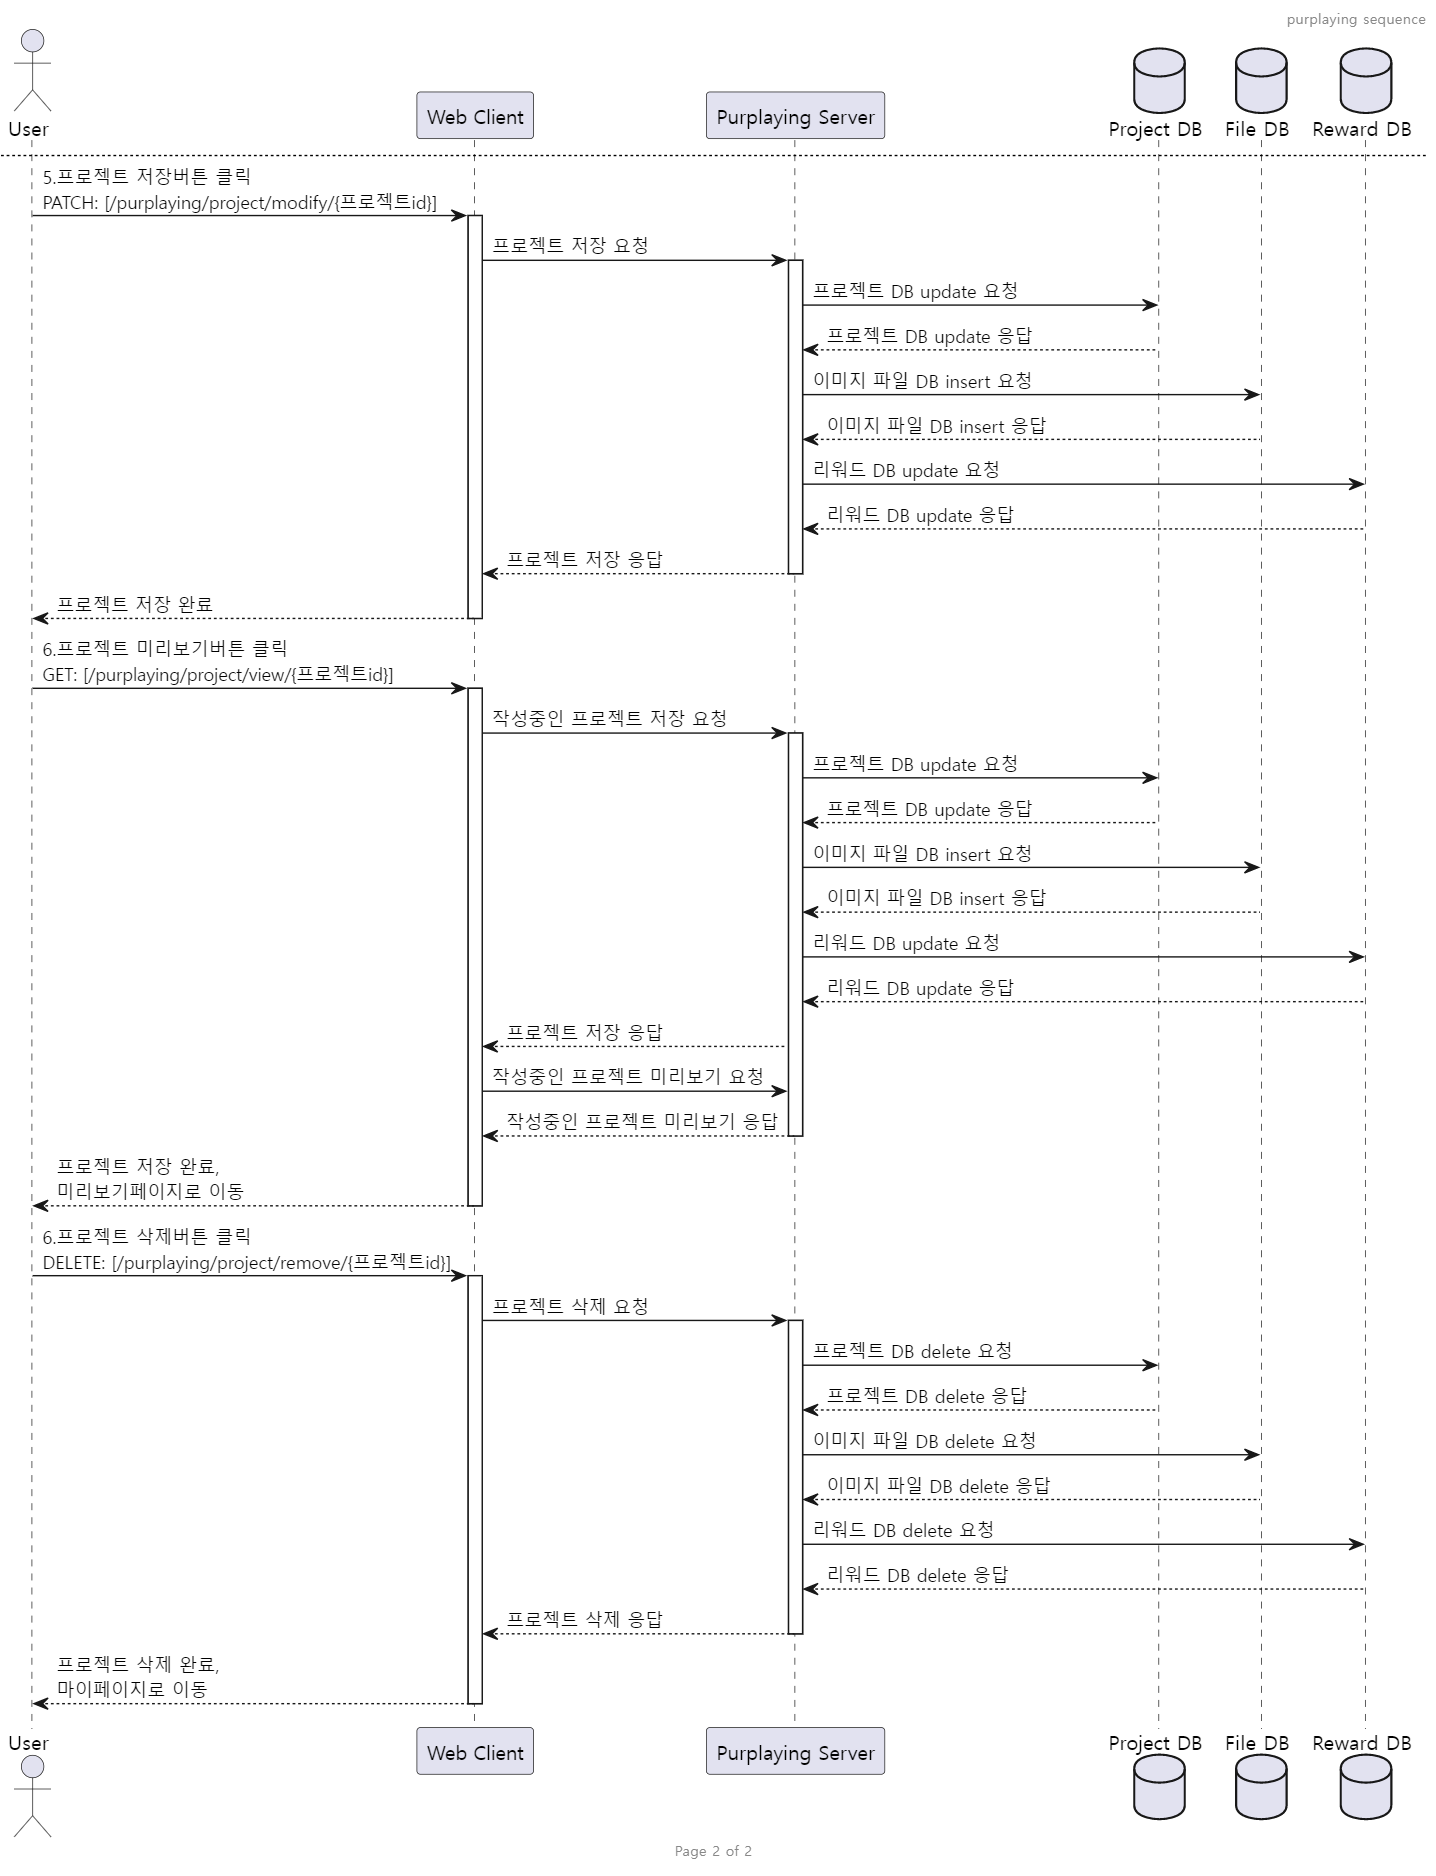 purplaying sequence
User
Web Client
Purplaying Server
Project DB
File DB
Reward DB
5.프로젝트 저장버튼 클릭
PATCH: [/purplaying/project/modify/{프로젝트id}]
프로젝트 저장 요청
프로젝트 DB update 요청
프로젝트 DB update 응답
이미지 파일 DB insert 요청
이미지 파일 DB insert 응답
리워드 DB update 요청
리워드 DB update 응답
프로젝트 저장 응답
프로젝트 저장 완료
6.프로젝트 미리보기버튼 클릭
GET: [/purplaying/project/view/{프로젝트id}]
작성중인 프로젝트 저장 요청
프로젝트 DB update 요청
프로젝트 DB update 응답
이미지 파일 DB insert 요청
이미지 파일 DB insert 응답
리워드 DB update 요청
리워드 DB update 응답
프로젝트 저장 응답
작성중인 프로젝트 미리보기 요청
작성중인 프로젝트 미리보기 응답
프로젝트 저장 완료,
미리보기페이지로 이동
6.프로젝트 삭제버튼 클릭
DELETE: [/purplaying/project/remove/{프로젝트id}]
프로젝트 삭제 요청
프로젝트 DB delete 요청
프로젝트 DB delete 응답
이미지 파일 DB delete 요청
이미지 파일 DB delete 응답
리워드 DB delete 요청
리워드 DB delete 응답
프로젝트 삭제 응답
프로젝트 삭제 완료,
마이페이지로 이동
User
Web Client
Purplaying Server
Project DB
File DB
Reward DB
Page 2 of 2